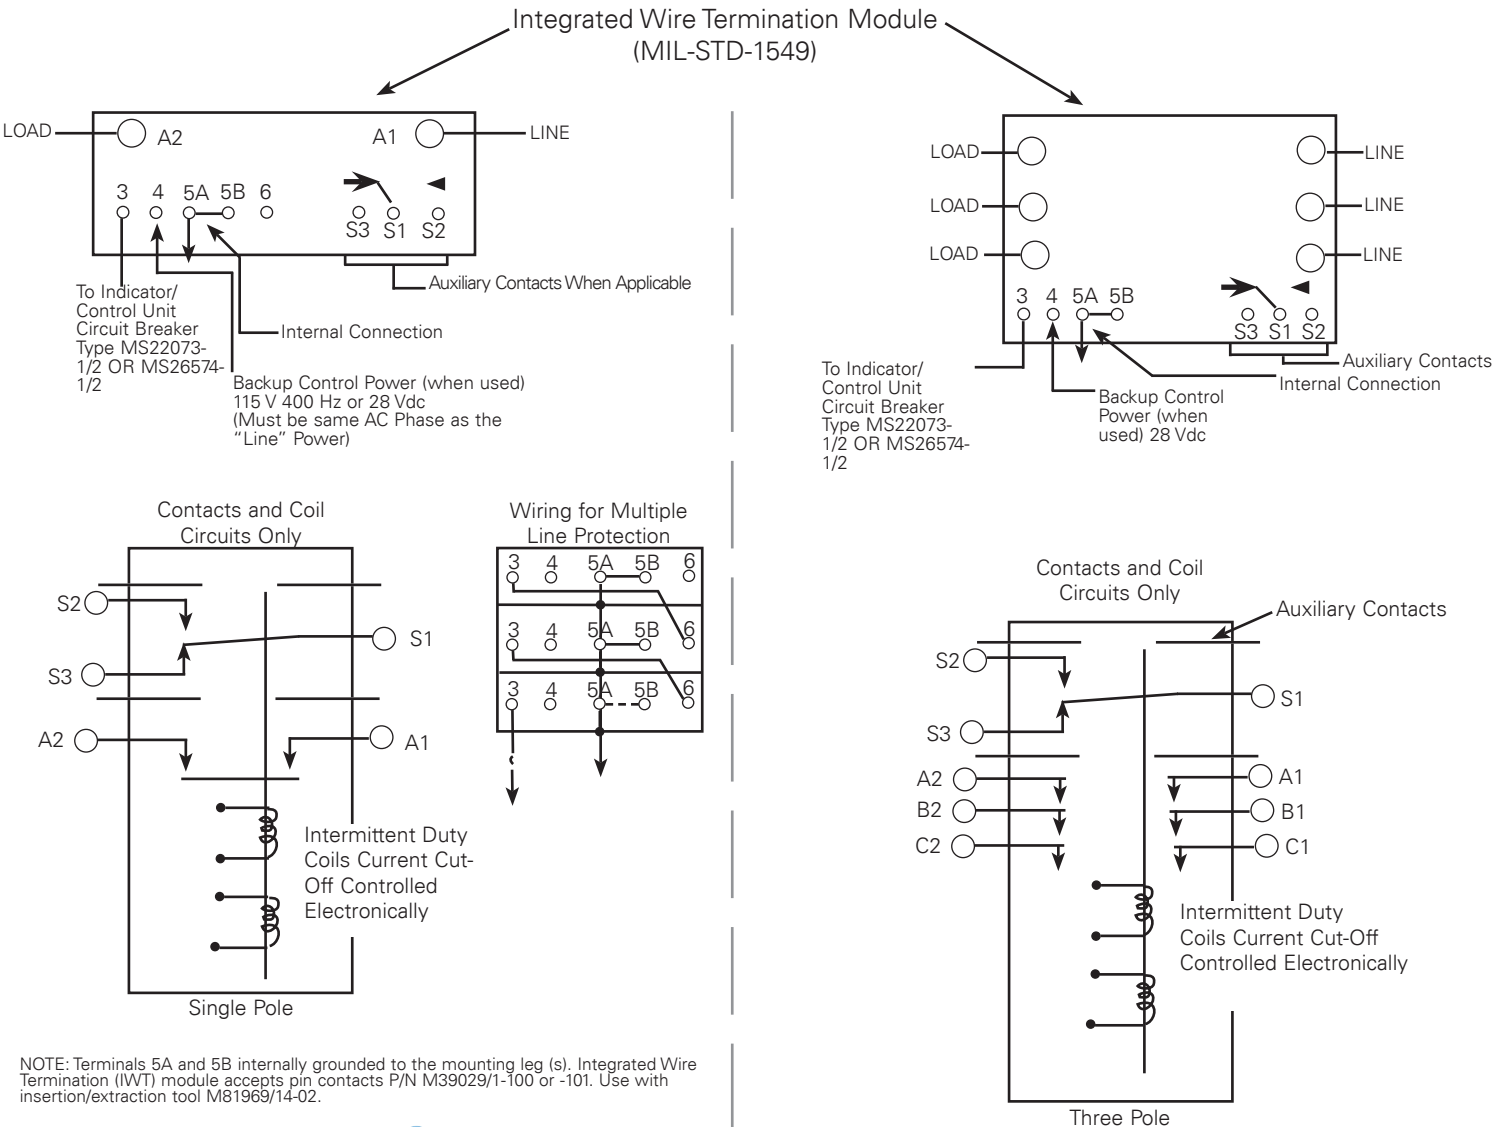 Integrated Wire Termination Module
(MIL-STD-1549)
LOAD
A2
A1
LINE
3 4 5A 5B 6
S3 S1 S2
Auxiliary Contacts When Applicable
To Indicator/
Control Unit
Circuit Breaker
Type MS22073-
1/2 OR MS26574-
1/2
Internal Connection
Backup Control Power (when used)
115 V 400 Hz or 28 Vdc
(Must be same AC Phase as the
“Line” Power)
LOAD
LINE
LOAD
LINE
LOAD
LINE
3 4 5A 5B
S3 S1 S2
Auxiliary Contacts
Internal Connection
To Indicator/
Control Unit
Circuit Breaker
Type MS22073-
1/2 OR MS26574-
1/2
Backup Control
Power (when
used) 28 Vdc
Contacts and Coil
Circuits Only
S2
S1
S3
A2
A1
Intermittent Duty
Coils Current Cut-
Off Controlled
Electronically
Single Pole
Wiring for Multiple
Line Protection
3 4 5A 5B 6
3 4 5A 5B 6
3 4 5A 5B 6
Contacts and Coil
Circuits Only
Auxiliary Contacts
S2
S1
S3
A2
A1
B2
B1
C2
C1
Intermittent Duty
Coils Current Cut-Off
Controlled Electronically
Three Pole
NOTE: Terminals 5A and 5B internally grounded to the mounting leg (s). Integrated Wire
Termination (IWT) module accepts pin contacts P/N M39029/1-100 or -101. Use with
insertion/extraction tool M81969/14-02.